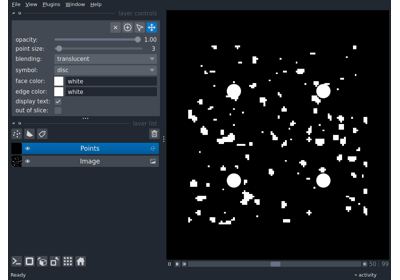 File View Plugins Window Help
layer controls
opacity: 1.00
point size: 3
blending: translucent
symbol: disc
face color: white
edge color: white
display text:
out of slice:
layer list
Points
Image
50 99
Ready
activity